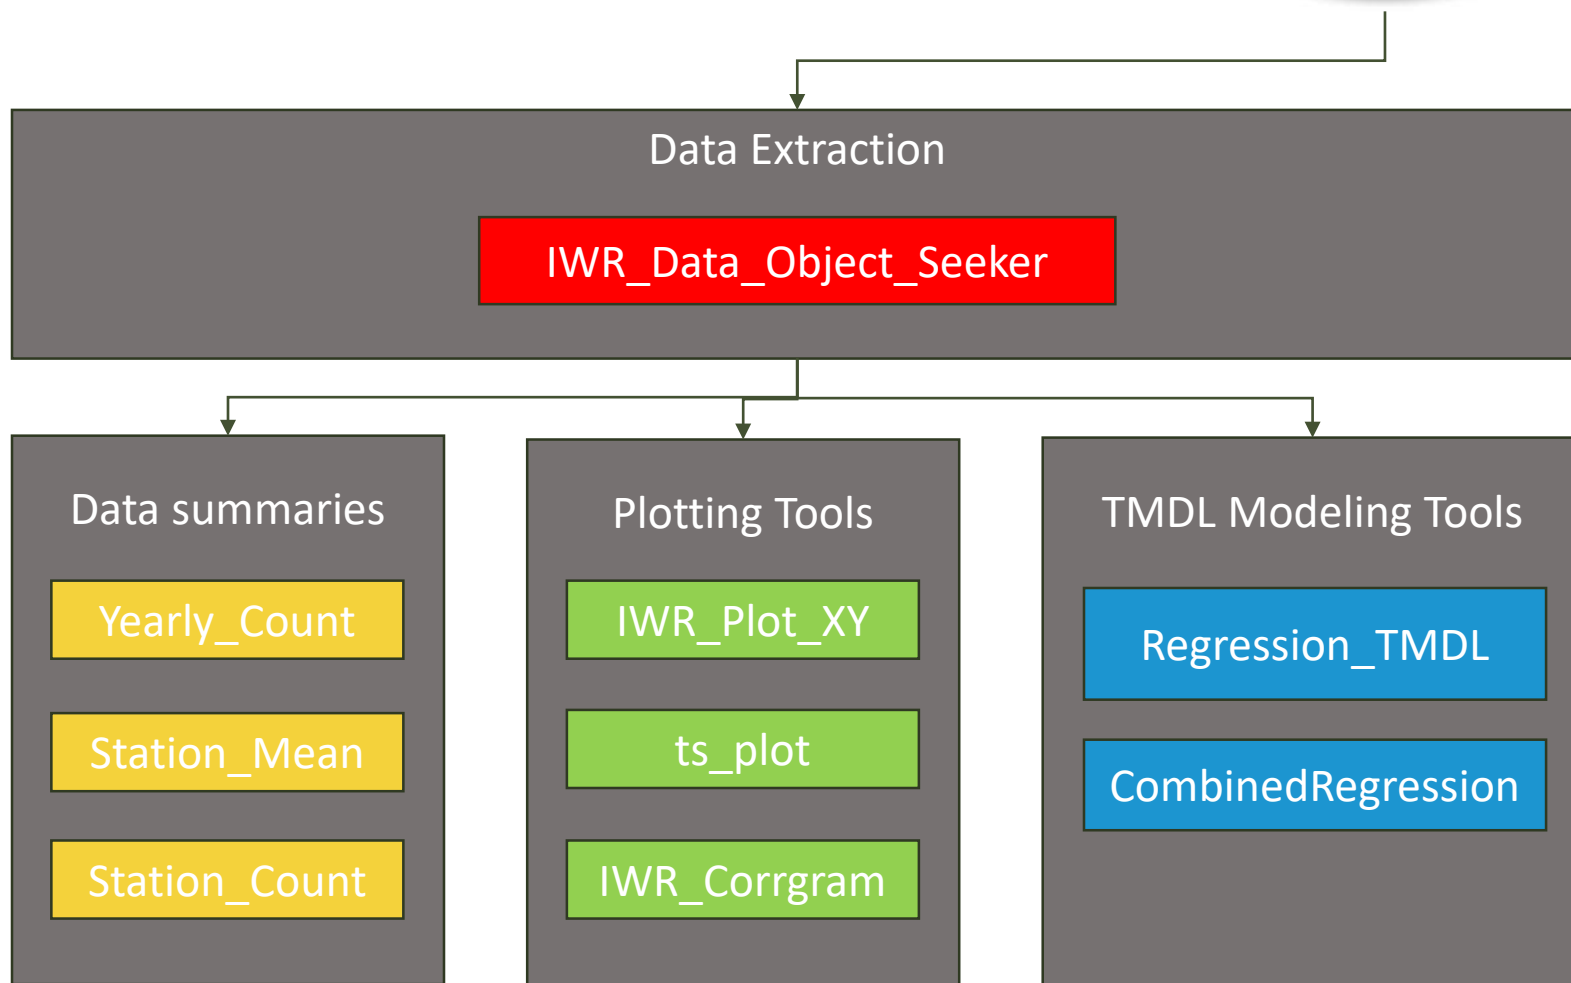 Data Extraction
IWR_Data_Object_Seeker
Data summaries
Yearly_Count
Station_Mean
Station_Count
Plotting Tools
IWR_Plot_XY
ts_plot
IWR_Corrgram
TMDL Modeling Tools
Regression_TMDL
CombinedRegression